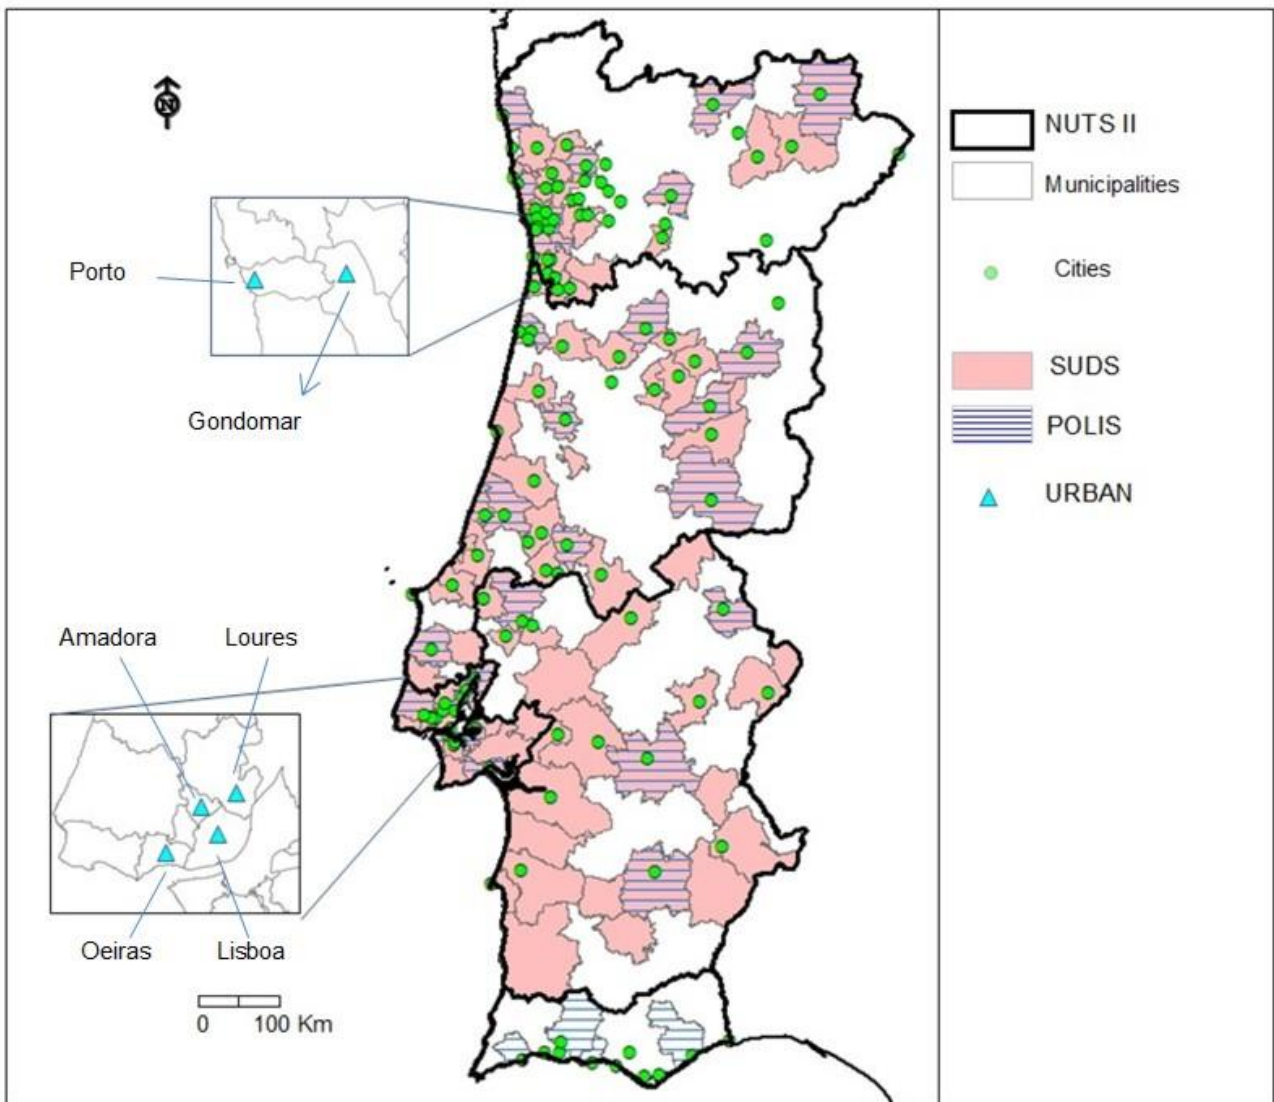 N
NUTS II
Municipalities
Cities
SUDS
POLIS
URBAN
Porto
Gondomar
Amadora
Loures
Oeiras
Lisboa
0 100 Km